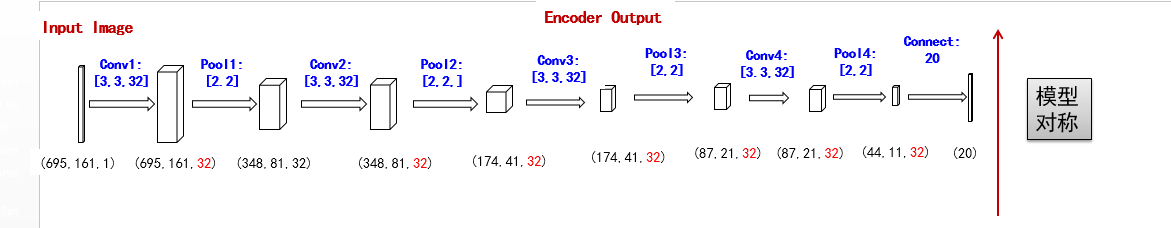 Input Image
Encoder Output
Conv1:
[3,3,32]
Pool1:
[2.2]
Conv2:
[3,3,32]
Pool2:
[2,2,]
Conv3:
[3,3,32]
Pool3:
[2,2]
Conv4:
[3.3,32]
Pool4:
[2,2]
Connect:
20
模型
对称
(695,161,1)
(695,161,32)
(348,81,32)
(348,81,32)
(174,41,32)
(174,41,32)
(87,21,32)
(87,21,32)
(44,11,32)
(20)